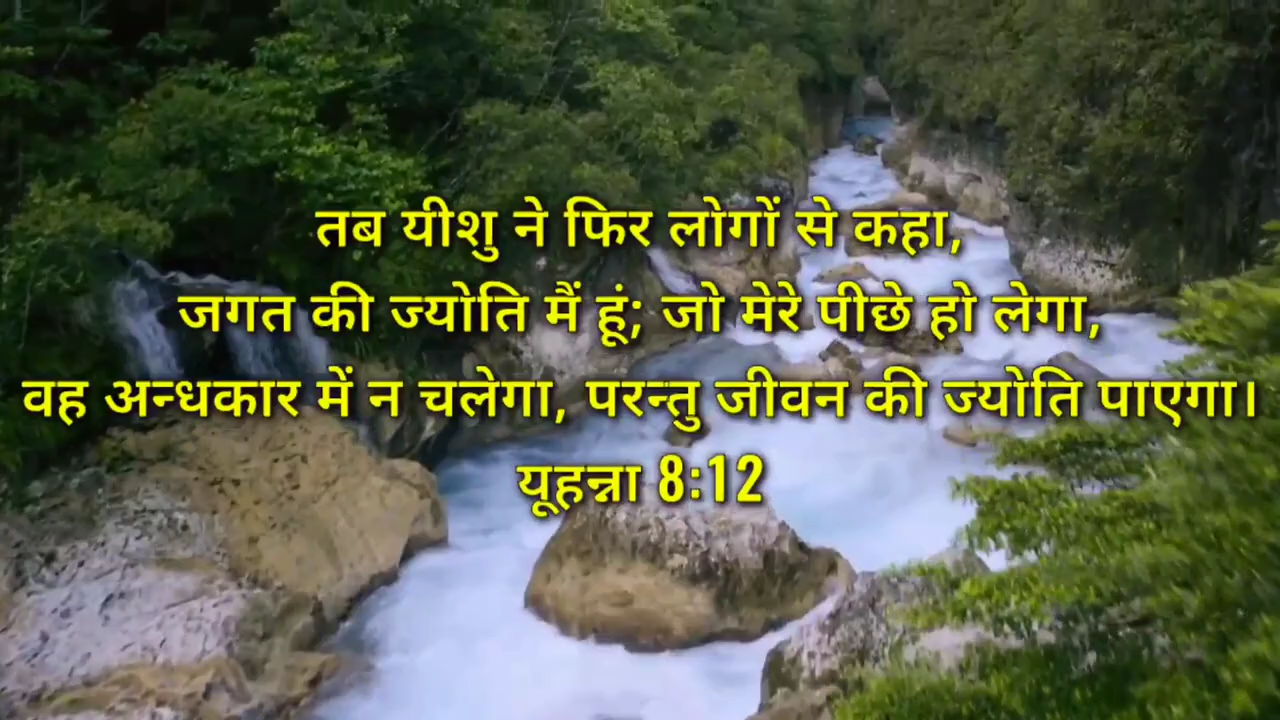 तब यीशु ने फिर लोगों से कहा,
जगत की ज्योति मैं हूं; जो मेरे पीछे हो लेगा,
वह अन्धकार में न चलेगा, परन्तु जीवन की ज्योति पाएगा।
यूहन्ना 8:12